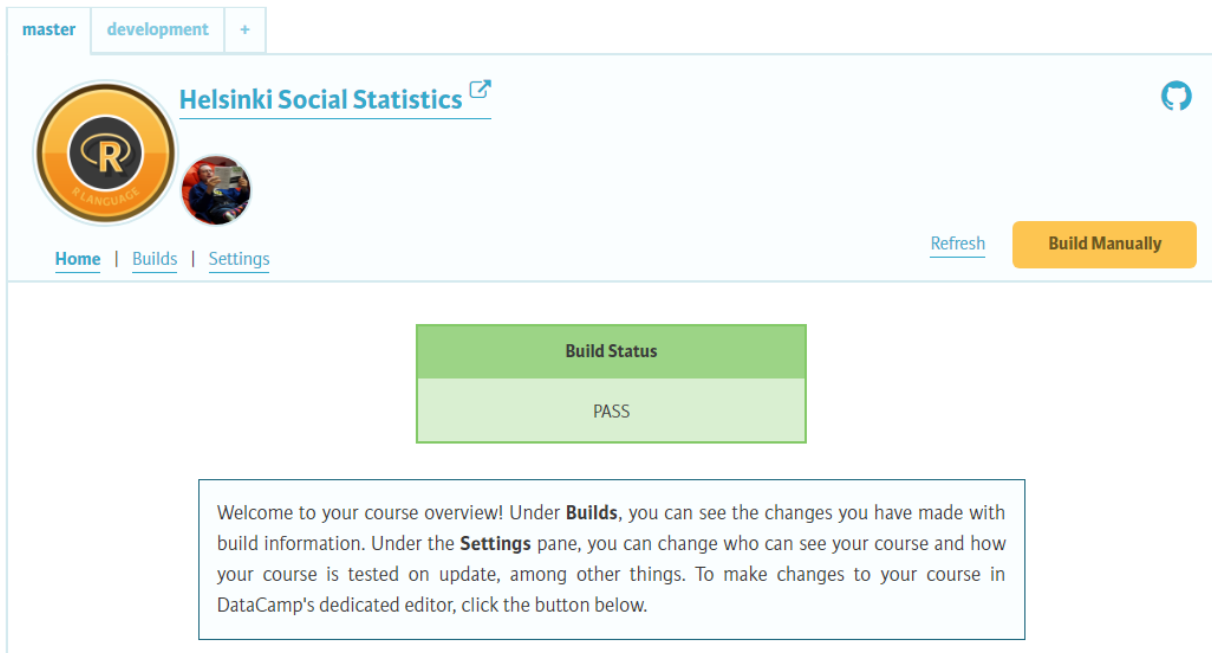 master development +
Helsinki Social Statistics
R
R LANGUAGE
Home | Builds | Settings
Refresh Build Manually
Build Status
PASS
Welcome to your course overview! Under Builds, you can see the changes you have made with
build information. Under the Settings pane, you can change who can see your course and how
your course is tested on update, among other things. To make changes to your course in
DataCamp's dedicated editor, click the button below.